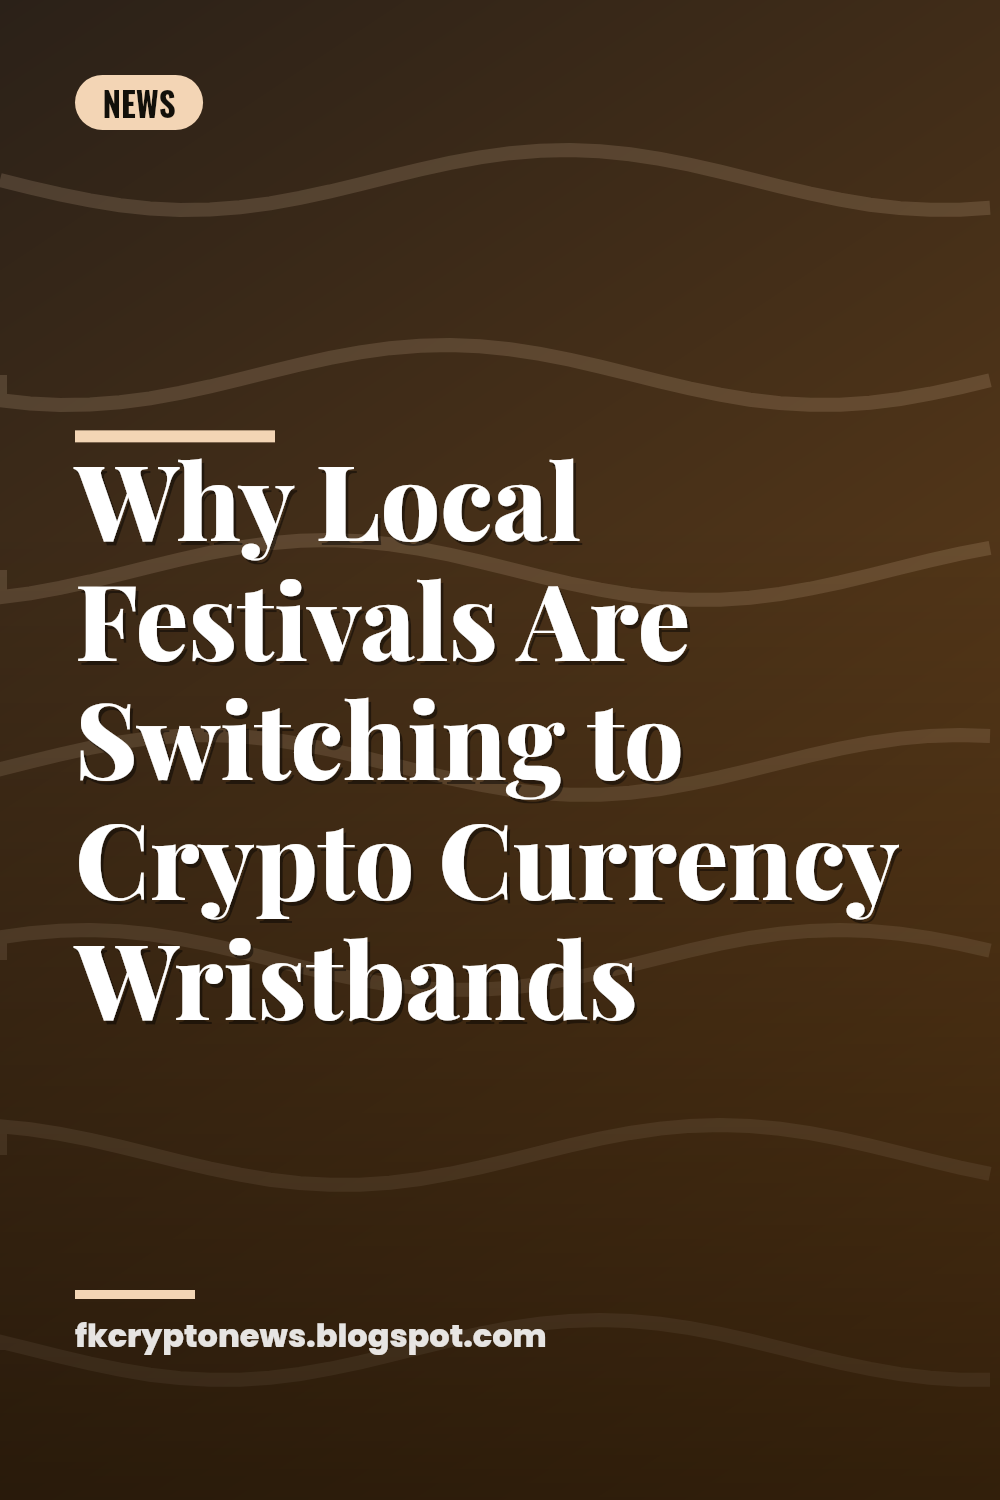 NEWS
Why Local
Festivals Are
Switching to
Crypto Currency
Wristbands
fkcryptonews.blogspot.com